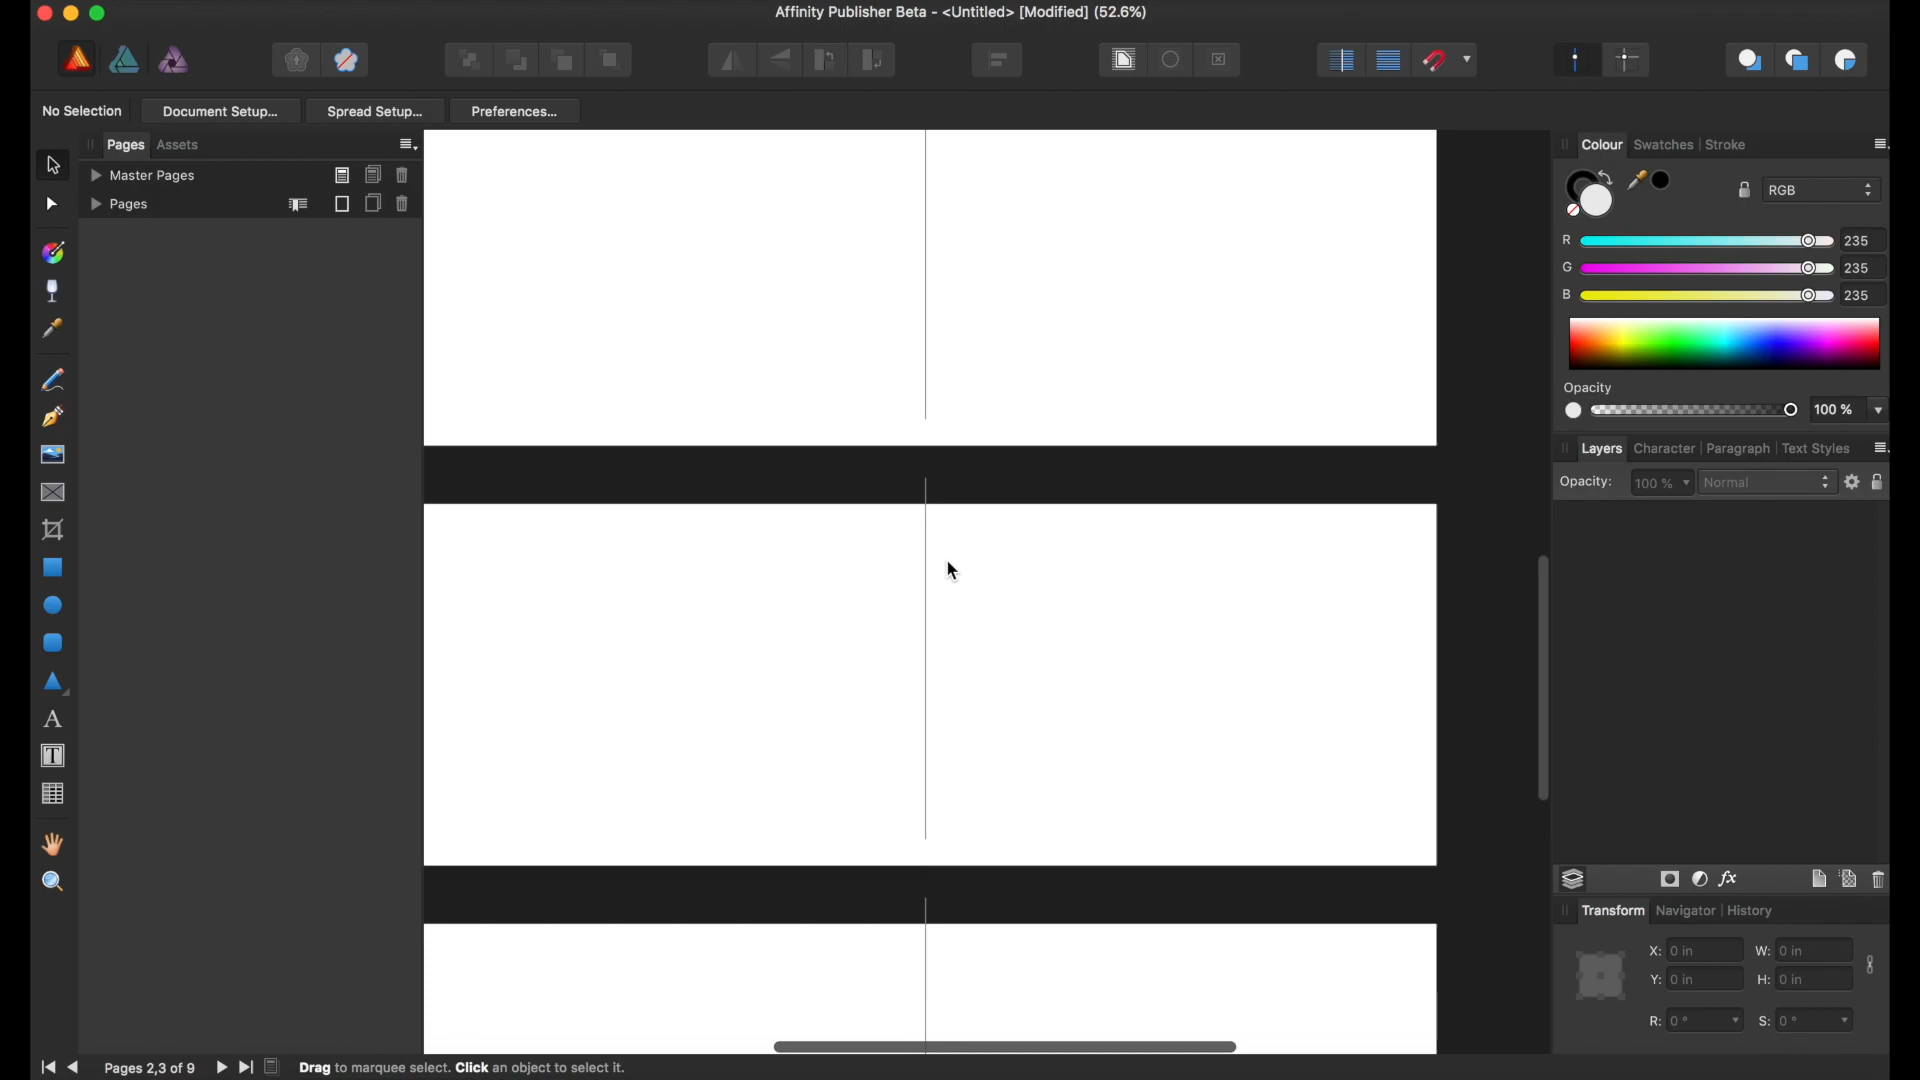 Affinity Publisher Beta - <Untitled> [Modified] (52.6%)
No Selection Document Setup... Spread Setup... Preferences...
Pages Assets
Master Pages
Pages
Colour Swatches Stroke
RGB
R 235
G 235
B 235
Opacity
100 %
Layers Character Paragraph Text Styles
Opacity: 100 % Normal
fx
Transform Navigator History
X: 0 in W: 0 in
Y: 0 in H: 0 in
R: 0 ° S: 0 °
A
T
Pages 2,3 of 9 Drag to marquee select. Click an object to select it.